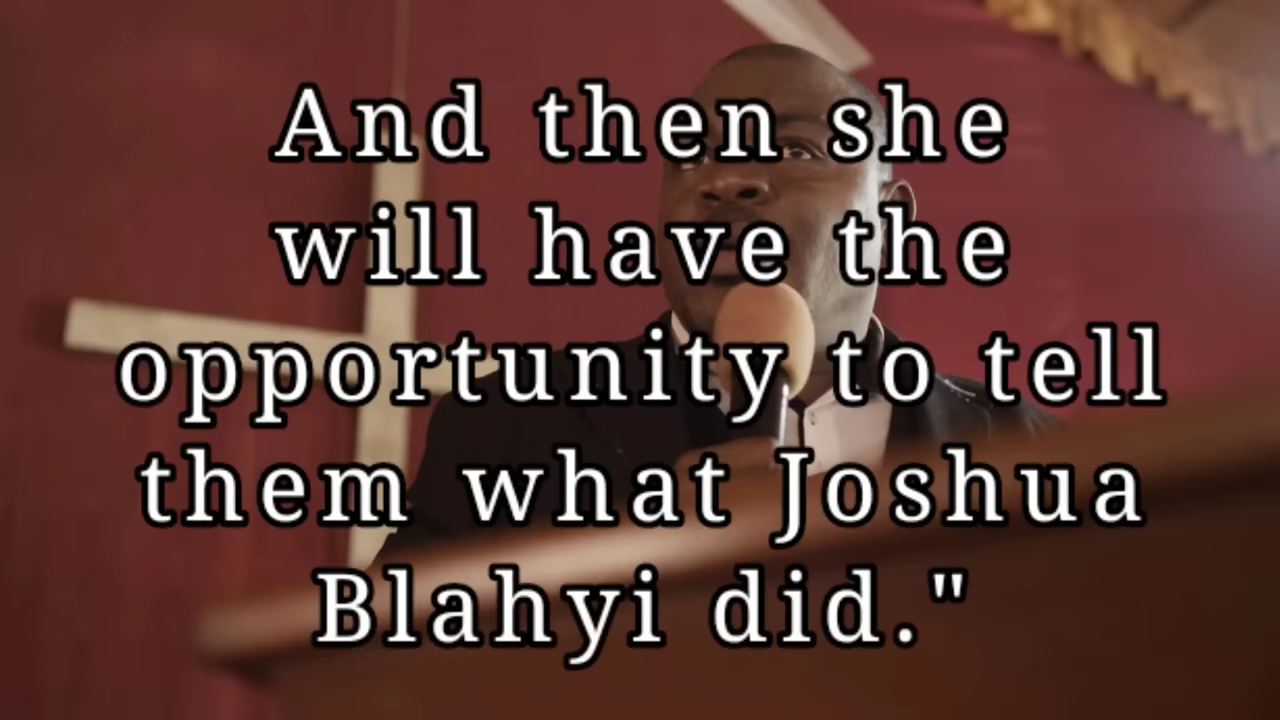 And then she
will have the
opportunity to tell
them what Joshua
Blahyi did."